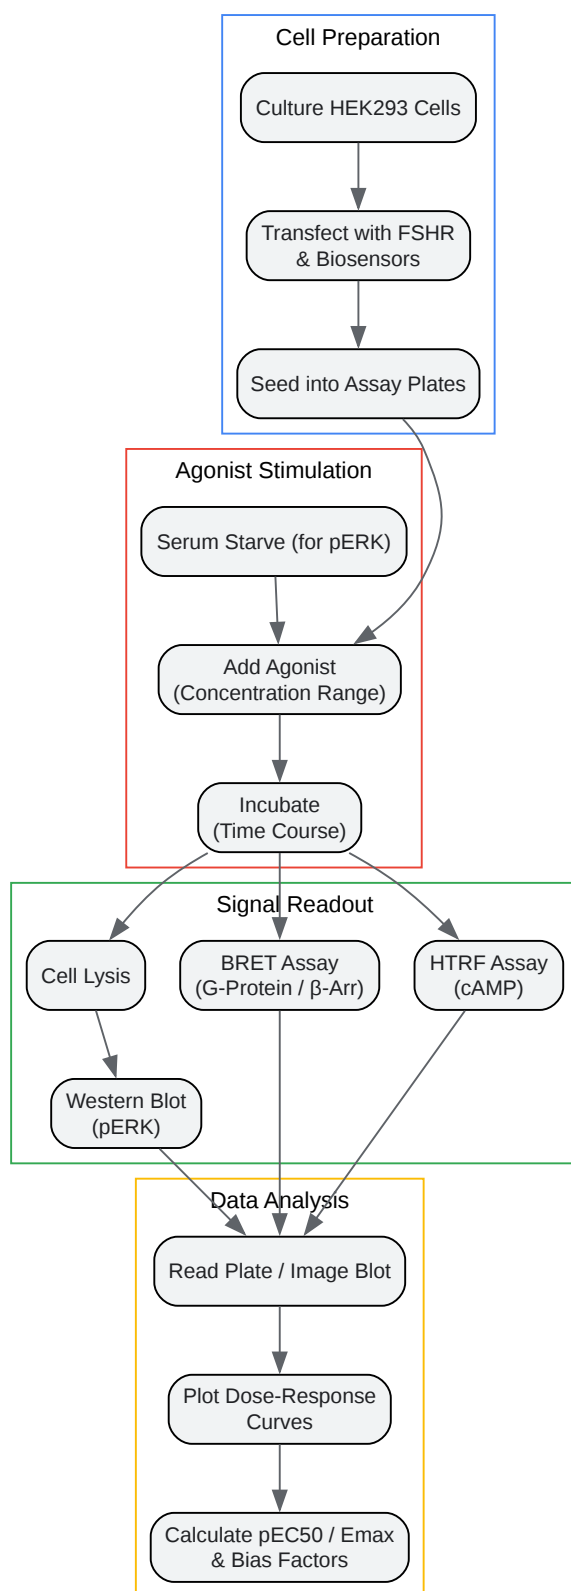 Cell Preparation
Culture HEK293 Cells
Transfect with FSHR
& Biosensors
Seed into Assay Plates
Agonist Stimulation
Serum Starve (for pERK)
Add Agonist
(Concentration Range)
Incubate
(Time Course)
Signal Readout
Cell Lysis
BRET Assay
(G-Protein / β-Arr)
HTRF Assay
(cAMP)
Western Blot
(pERK)
Data Analysis
Read Plate / Image Blot
Plot Dose-Response
Curves
Calculate pEC50 / Emax
& Bias Factors